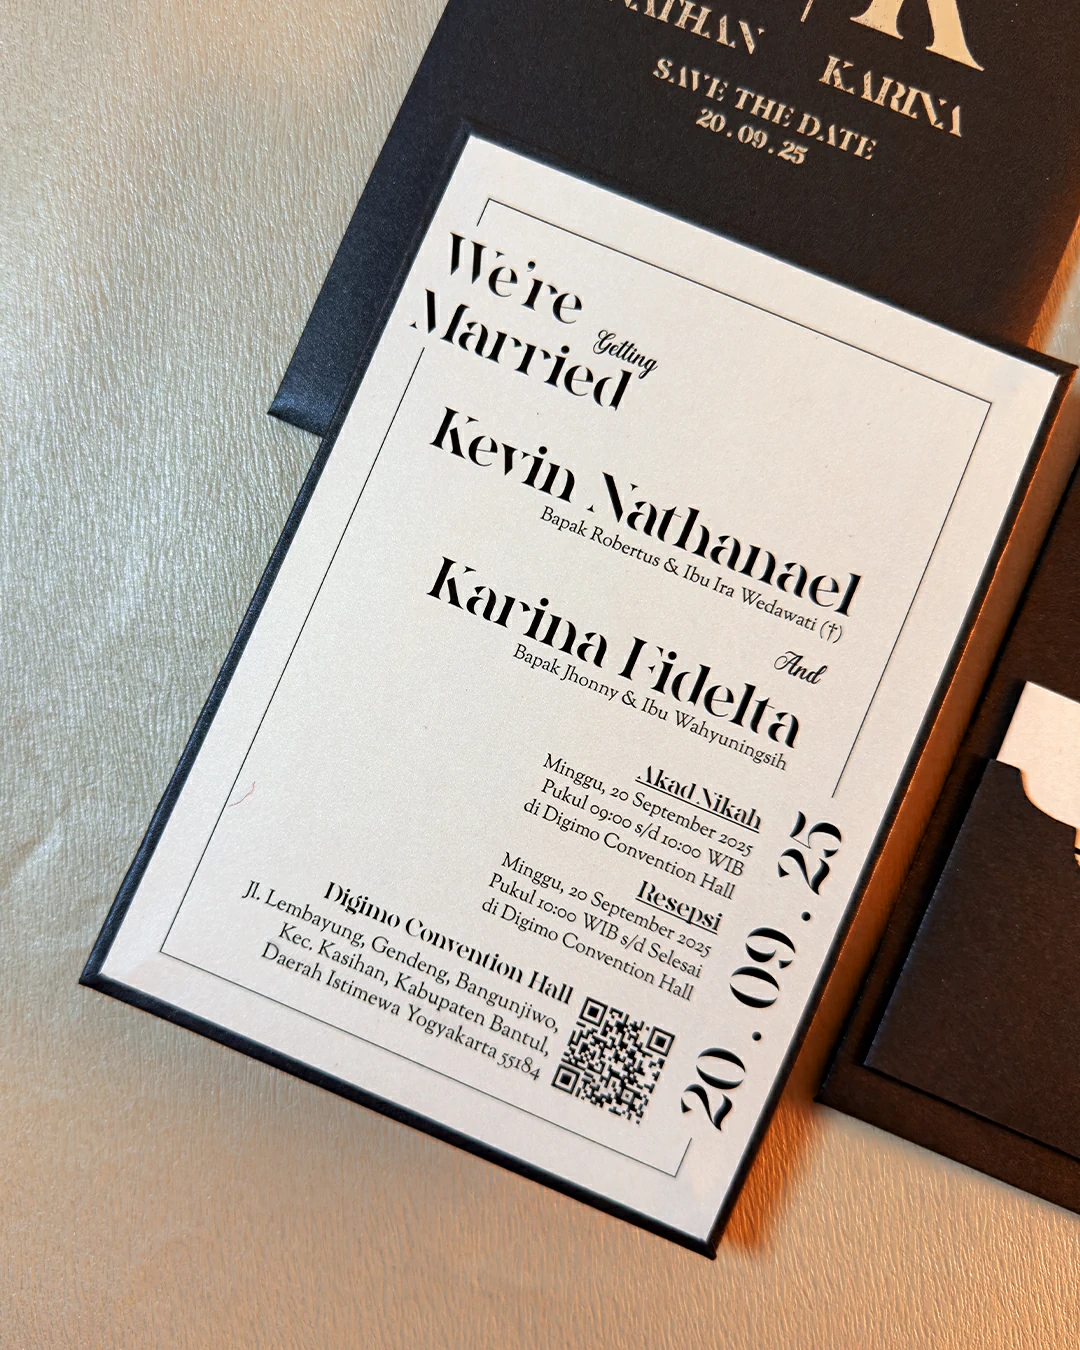 KARINA
SAVE THE DATE
20.09.25
We're
Getting
Married
Kevin Nathanael
Bapak Robertus & Ibu Ira Wedawati (†)
And
Karina Fidelta
Bapak Jhonny & Ibu Wahyuningsih
Akad Nikah
Minggu, 20 September 2025
Pukul 09:00 s/d 10:00 WIB
di Digimo Convention Hall
Resepsi
Minggu, 20 September 2025
Pukul 10:00 WIB s/d Selesai
di Digimo Convention Hall
Digimo Convention Hall
Jl. Lembayung, Gendeng, Bangunjiwo,
Kec. Kasihan, Kabupaten Bantul,
Daerah Istimewa Yogyakarta 55184
20.09.25